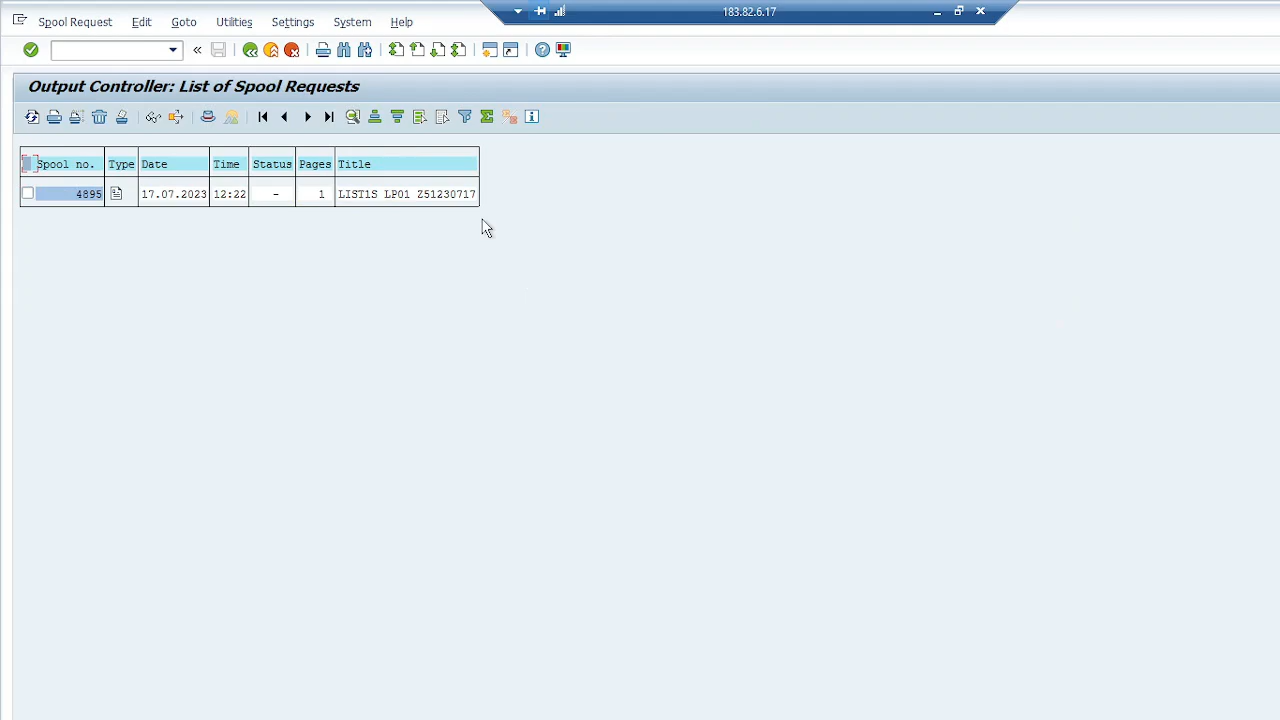 183.82.6.17
Spool Request Edit Goto Utilities Settings System Help
Output Controller: List of Spool Requests
Spool no. Type Date Time Status Pages Title
4895 17.07.2023 12:22 - 1 LIST1S LP01 Z51230717